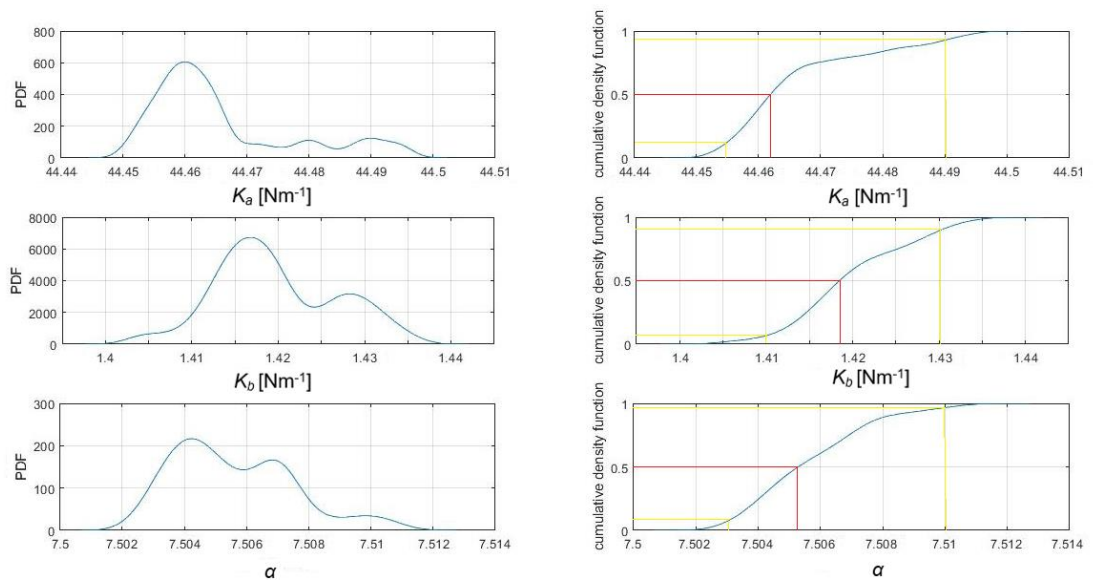 800
600
400
200
0
PDF
44.44 44.45 44.46 44.47 44.48 44.49 44.5 44.51
Ka [Nm-1]
1
0.5
0
cumulative density function
44.44 44.45 44.46 44.47 44.48 44.49 44.5 44.51
Ka [Nm-1]
8000
6000
4000
2000
0
PDF
1.4 1.41 1.42 1.43 1.44
Kb [Nm-1]
1
0.5
0
cumulative density function
1.4 1.41 1.42 1.43 1.44
Kb [Nm-1]
300
200
100
0
PDF
7.5 7.502 7.504 7.506 7.508 7.51 7.512 7.514
α
1
0.5
0
cumulative density function
7.5 7.502 7.504 7.506 7.508 7.51 7.512 7.514
α